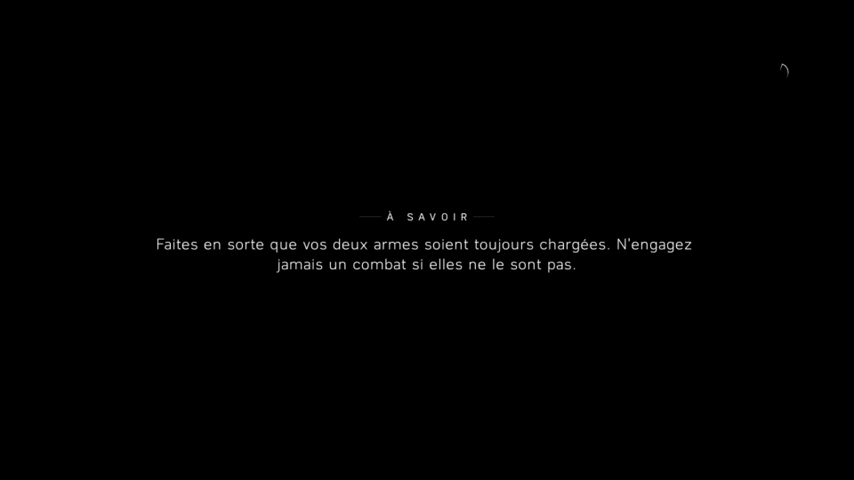 À SAVOIR
Faites en sorte que vos deux armes soient toujours chargées. N'engagez
jamais un combat si elles ne le sont pas.